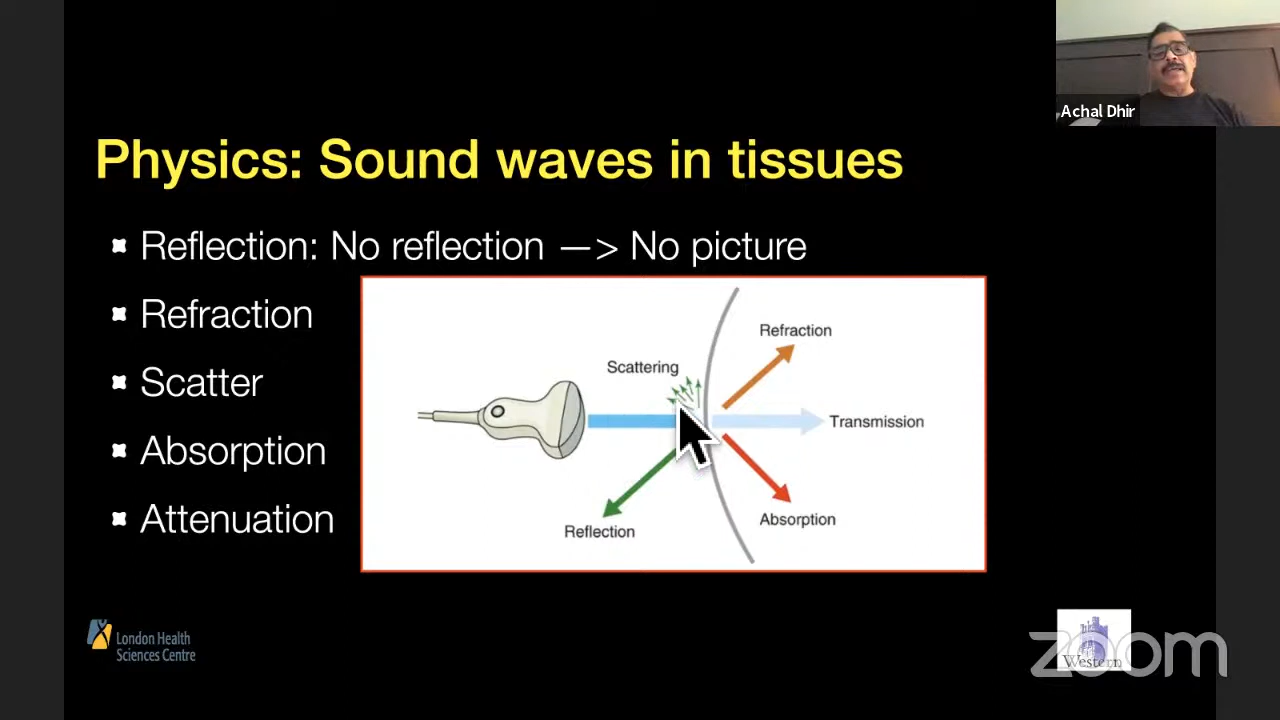 Achal Dhir
Physics: Sound waves in tissues
Reflection: No reflection —> No picture
Refraction
Scatter
Absorption
Attenuation
Refraction
Scattering
Transmission
Absorption
Reflection
London Health
Sciences Centre
Western
zoom